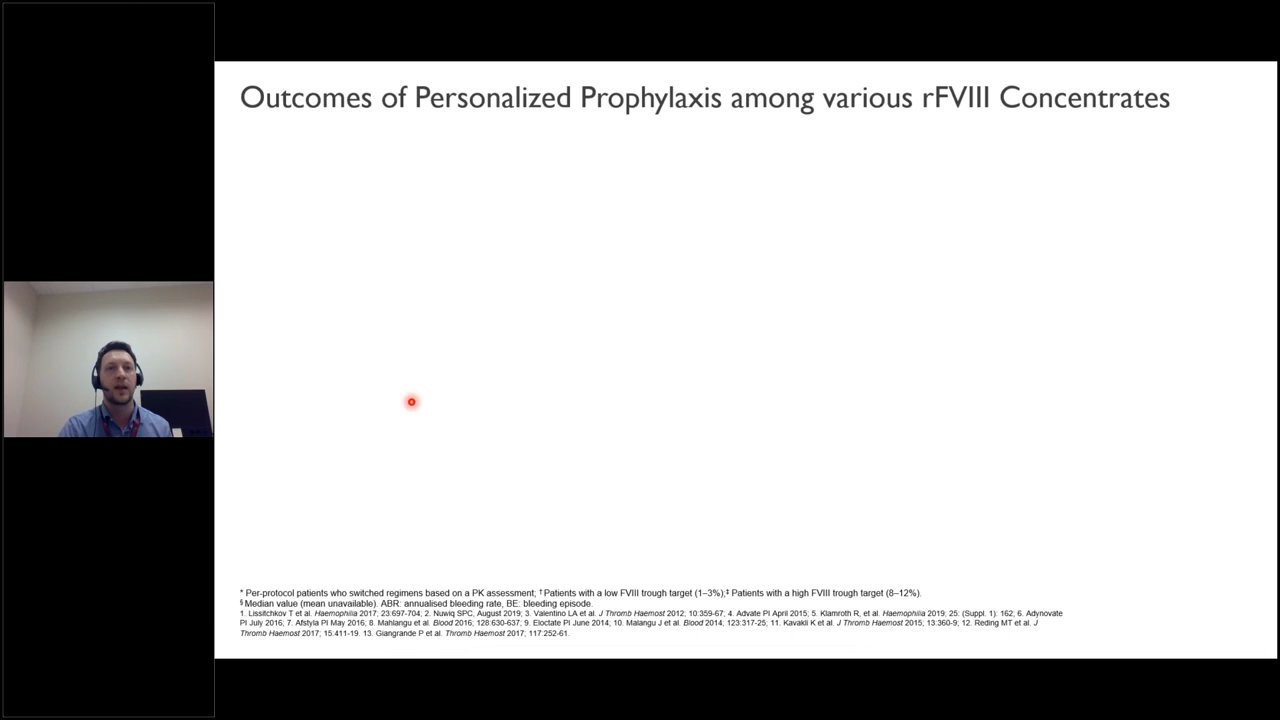 Outcomes of Personalized Prophylaxis among various rFVIII Concentrates
* Per-protocol patients who switched regimens based on a PK assessment; † Patients with a low FVIII trough target (1–3%);‡ Patients with a high FVIII trough target (8–12%).
§ Median value (mean unavailable). ABR: annualised bleeding rate, BE: bleeding episode.
1. Lissitchkov T et al. Haemophilia 2017; 23:697-704; 2. Nuwiq SPC, August 2019; 3. Valentino LA et al. J Thromb Haemost 2012, 10:359-67; 4. Advate PI April 2015; 5. Klamroth R, et al. Haemophilia 2019; 25. (Suppl. 1): 162; 6. Adynovate
PI July 2016; 7. Afstyla PI May 2016; 8. Mahlangu et al. Blood 2016; 128:630-637; 9. Eloctate PI June 2014; 10. Malangu J et al. Blood 2014; 123:317-25; 11. Kavakli K et al. J Thromb Haemost 2015; 13:360-9; 12. Reding MT et al. J
Thromb Haemost 2017; 15:411-19. 13. Giangrande P et al. Thromb Haemost 2017; 117:252-61.